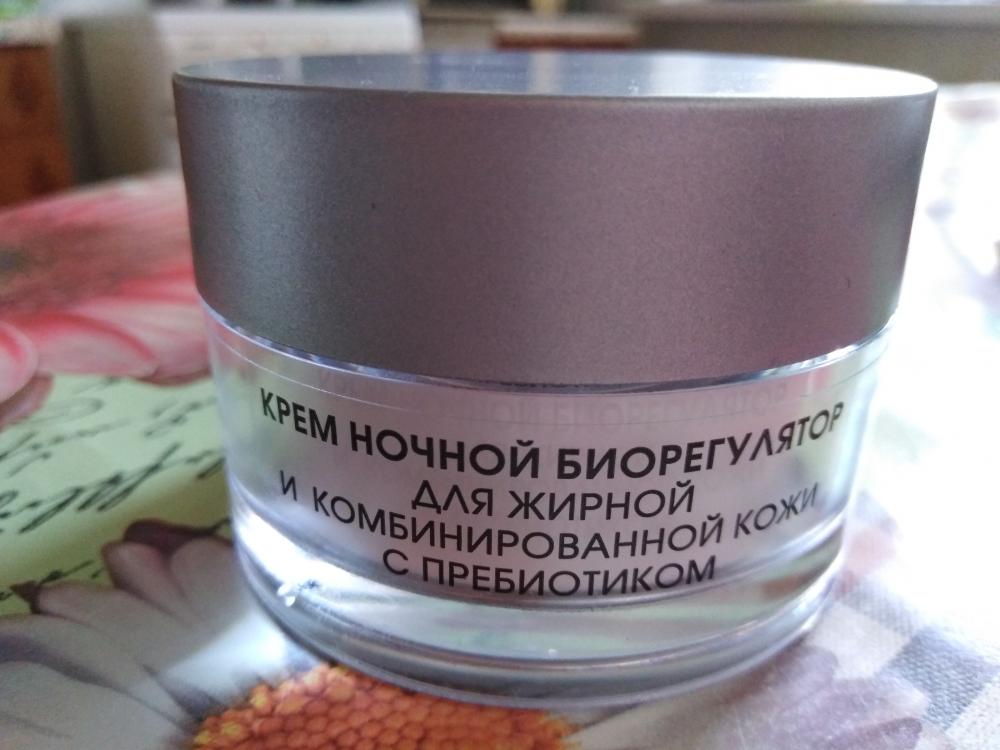 КРЕМ НОЧНОЙ БИОРЕГУЛЯТОР
ДЛЯ ЖИРНОЙ
И КОМБИНИРОВАННОЙ КОЖИ
С ПРЕБИОТИКОМ